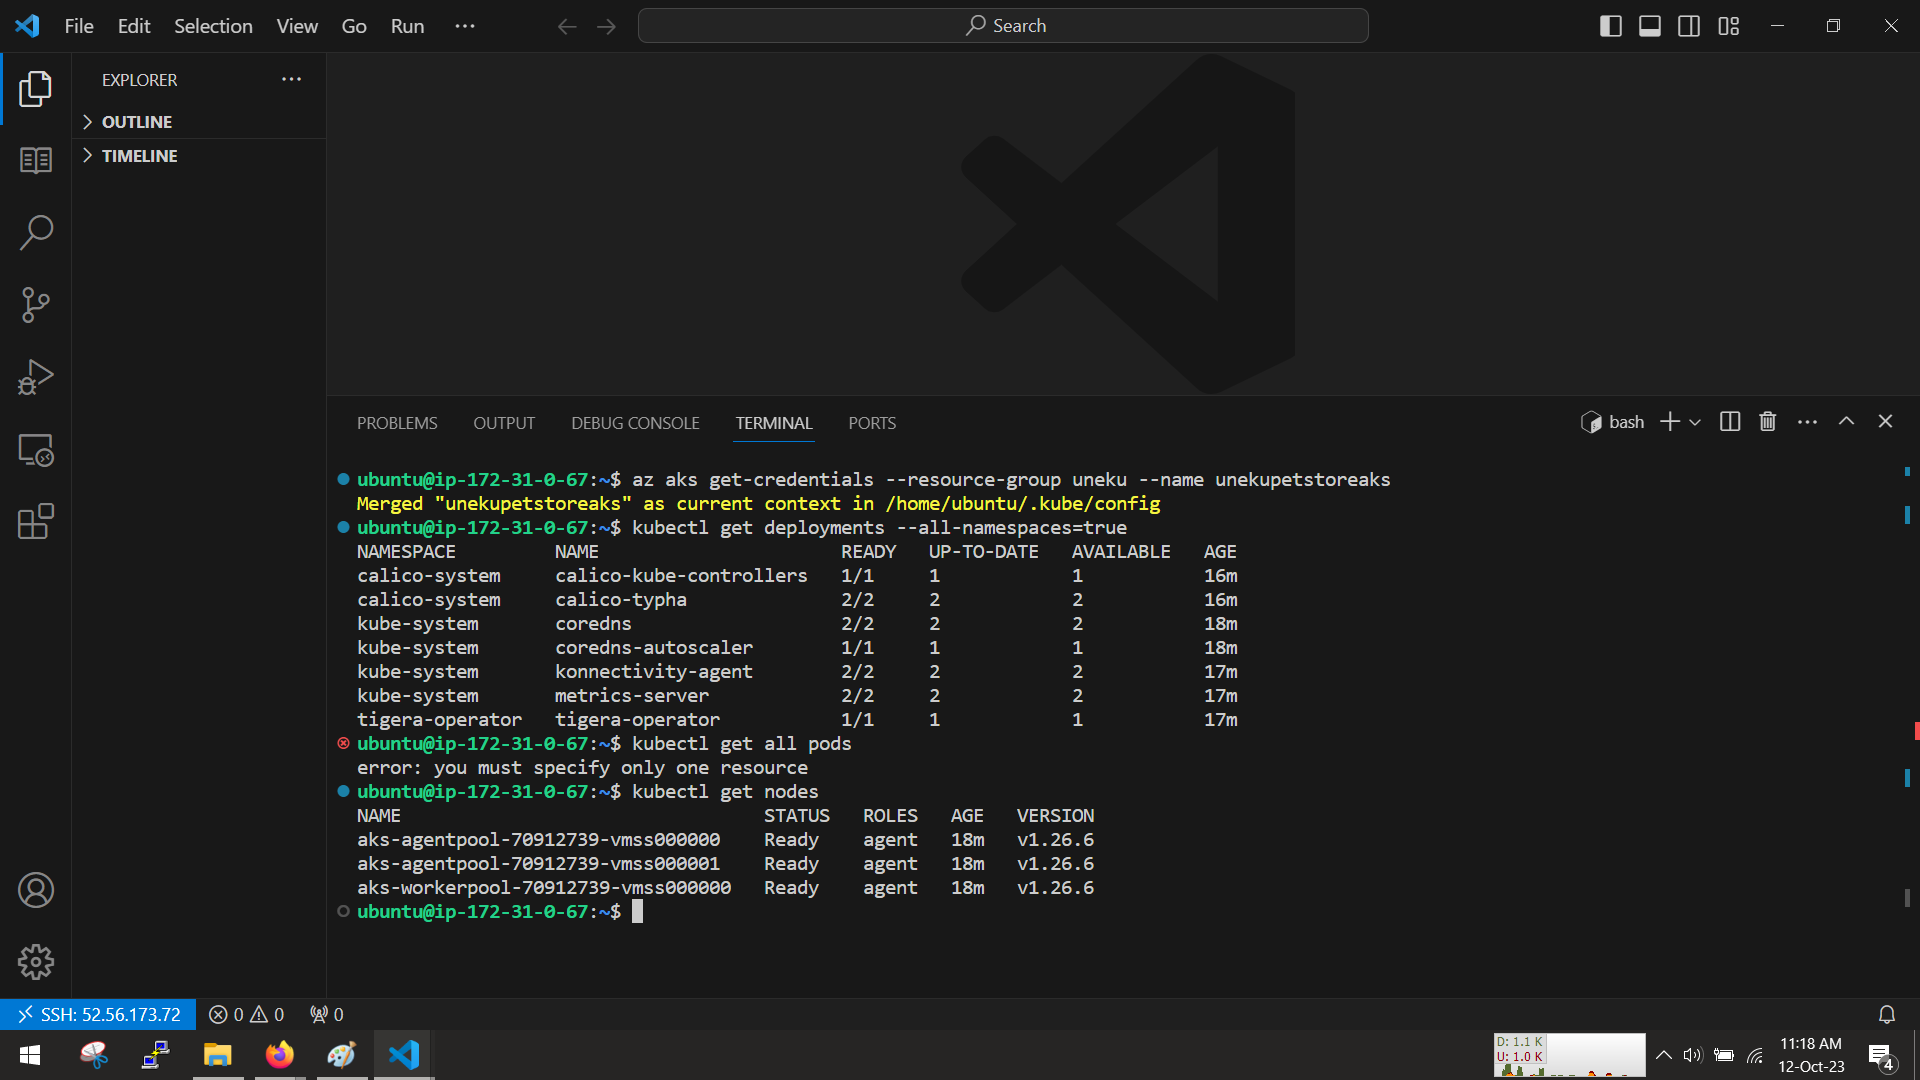 File Edit Selection View Go Run ···
Search
EXPLORER ···
OUTLINE
TIMELINE
PROBLEMS OUTPUT DEBUG CONSOLE TERMINAL PORTS
bash
ubuntu@ip-172-31-0-67:~$ az aks get-credentials --resource-group uneku --name unekupetstoreaks
Merged "unekupetstoreaks" as current context in /home/ubuntu/.kube/config
ubuntu@ip-172-31-0-67:~$ kubectl get deployments --all-namespaces=true
NAMESPACE NAME READY UP-TO-DATE AVAILABLE AGE
calico-system calico-kube-controllers 1/1 1 1 16m
calico-system calico-typha 2/2 2 2 16m
kube-system coredns 2/2 2 2 18m
kube-system coredns-autoscaler 1/1 1 1 18m
kube-system konnectivity-agent 2/2 2 2 17m
kube-system metrics-server 2/2 2 2 17m
tigera-operator tigera-operator 1/1 1 1 17m
ubuntu@ip-172-31-0-67:~$ kubectl get all pods
error: you must specify only one resource
ubuntu@ip-172-31-0-67:~$ kubectl get nodes
NAME STATUS ROLES AGE VERSION
aks-agentpool-70912739-vmss000000 Ready agent 18m v1.26.6
aks-agentpool-70912739-vmss000001 Ready agent 18m v1.26.6
aks-workerpool-70912739-vmss000000 Ready agent 18m v1.26.6
ubuntu@ip-172-31-0-67:~$
SSH: 52.56.173.72 0 0 0
D: 1.1 K
U: 1.0 K
11:18 AM
12-Oct-23
4